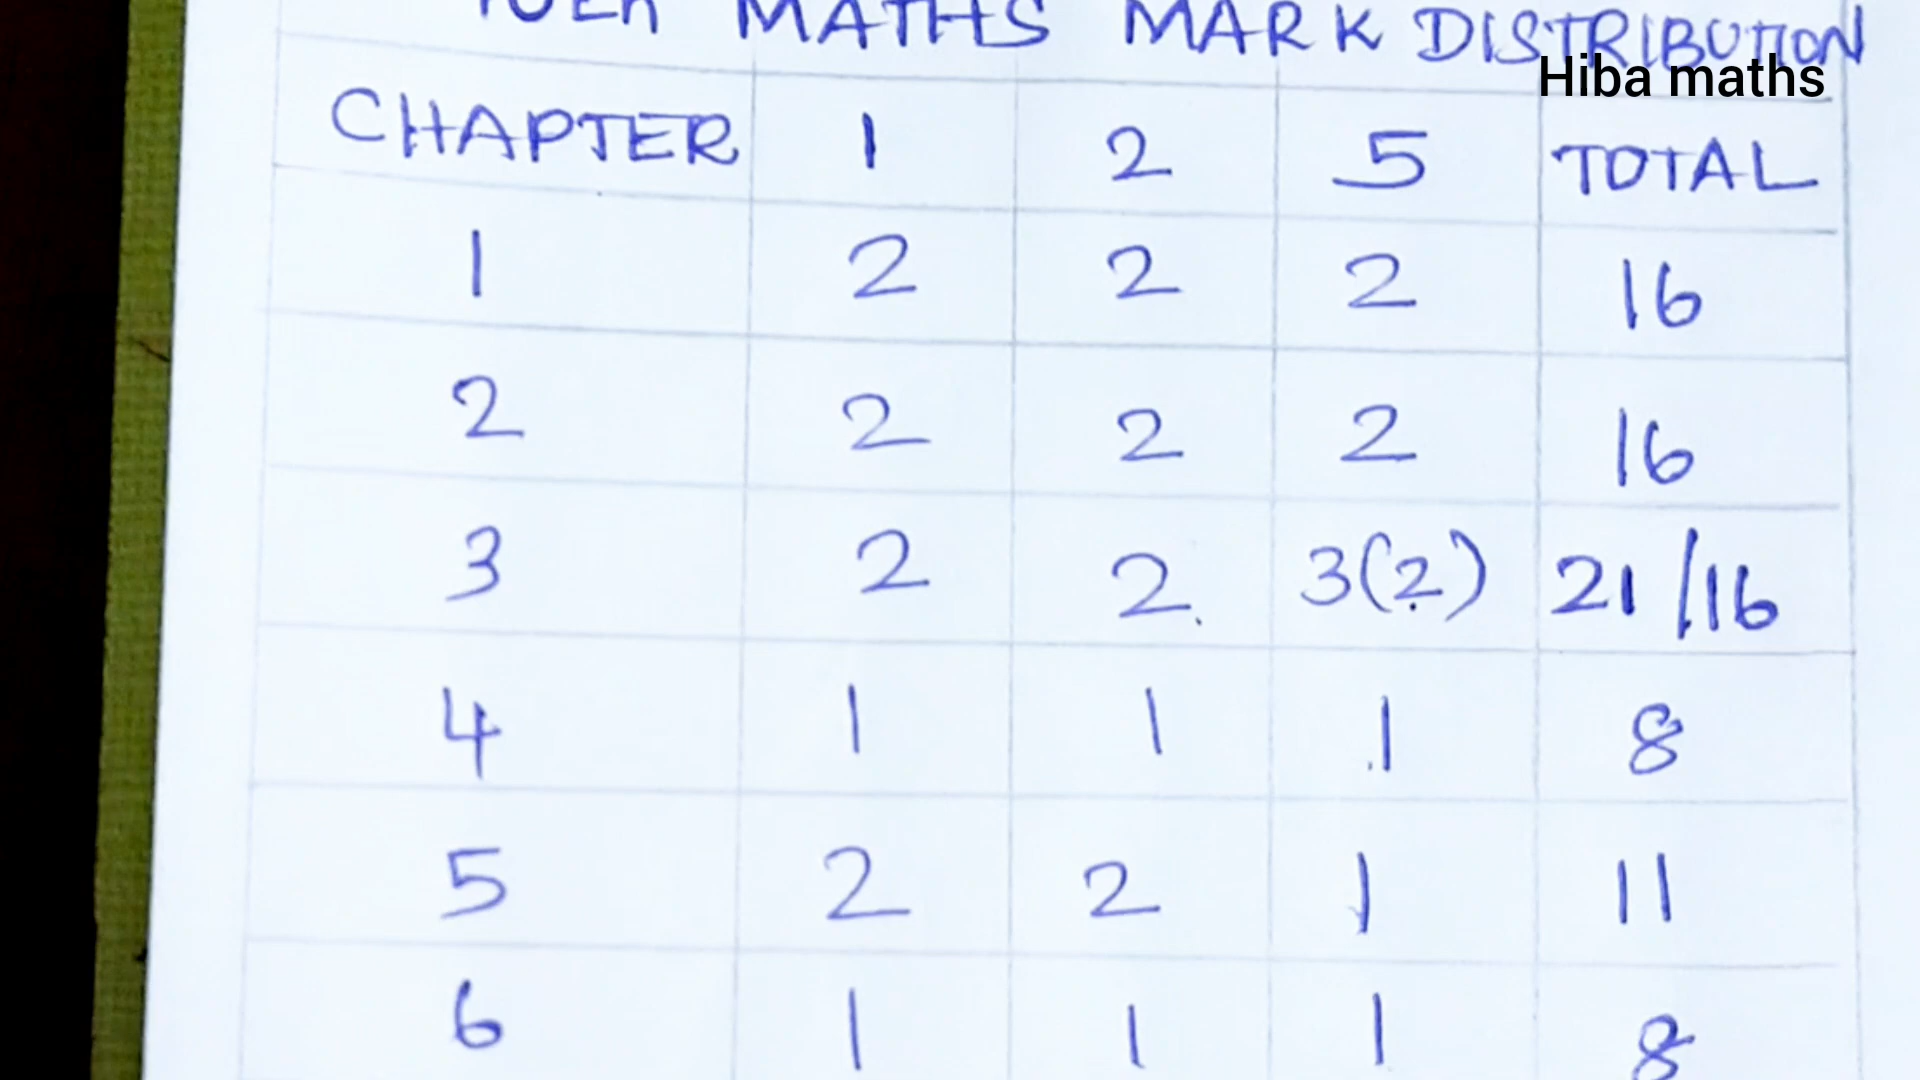 MATHS MARK DISTRIBUTION
Hiba maths
CHAPTER 1 2 5 TOTAL
1 2 2 2 16
2 2 2 2 16
3 2 2 3(2) 21/16
4 1 1 1 8
5 2 2 1 11
6 1 1 1 8